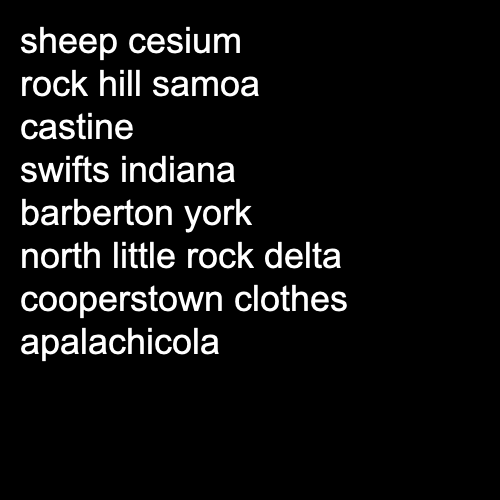 sheep cesium
rock hill samoa
castine
swifts indiana
barberton york
north little rock delta
cooperstown clothes
apalachicola